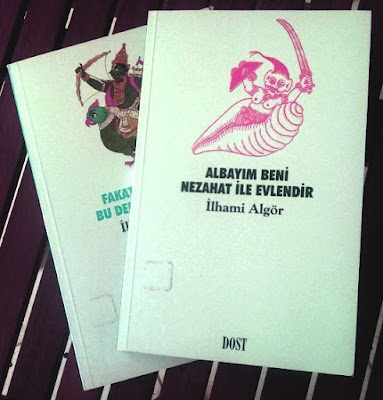 ALBAYIM BENİ
NEZAHAT İLE EVLENDİR
İlhami Algör
DOST
FAKAT
BU DE
İ